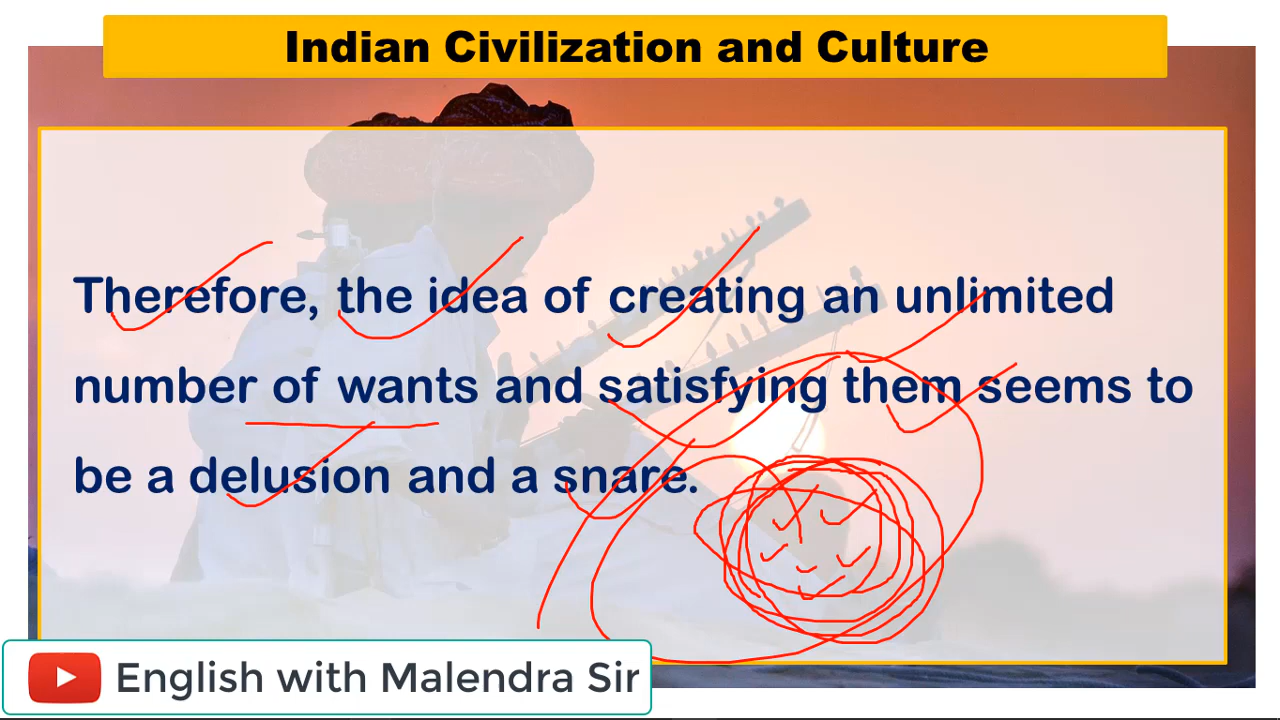 Indian Civilization and Culture
Therefore, the idea of creating an unlimited
number of wants and satisfying them seems to
be a delusion and a snare.
English with Malendra Sir